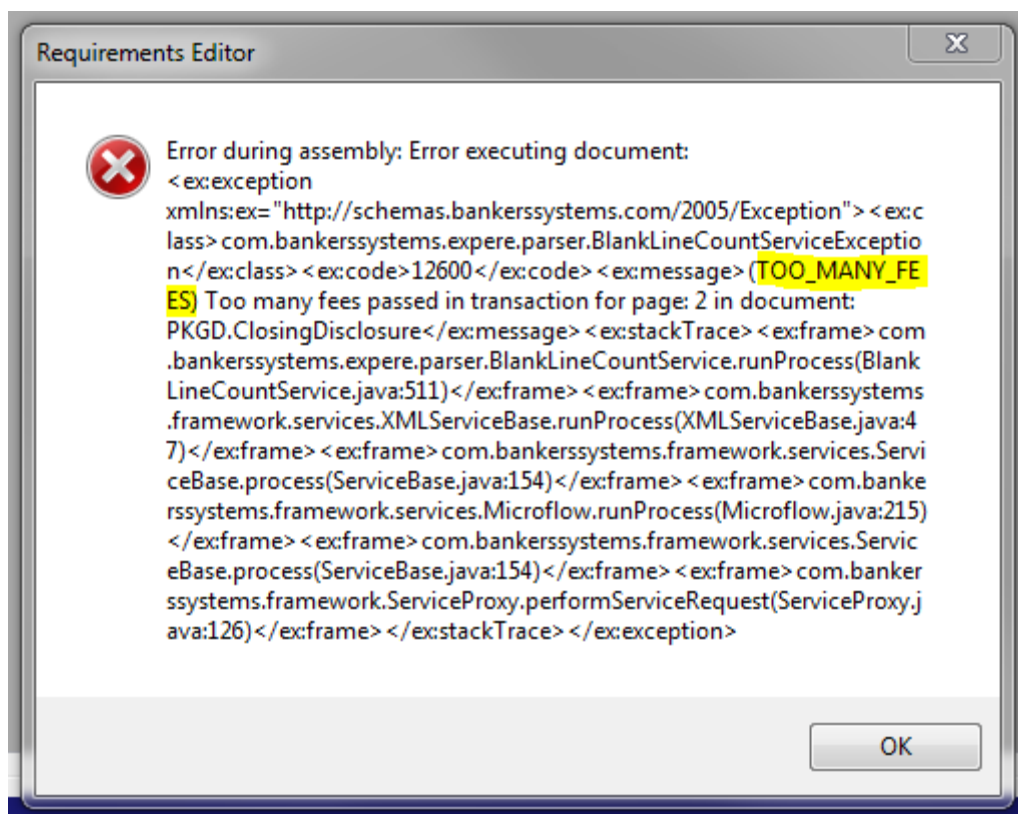 Requirements Editor
Error during assembly: Error executing document:
<ex:exception
xmlns:ex="http://schemas.bankerssystems.com/2005/Exception"><ex:c
lass>com.bankerssystems.expere.parser.BlankLineCountServiceExceptio
n</ex:class><ex:code>12600</ex:code><ex:message>(TOO_MANY_FE
ES) Too many fees passed in transaction for page: 2 in document:
PKGD.ClosingDisclosure</ex:message><ex:stackTrace><ex:frame>com
.bankerssystems.expere.parser.BlankLineCountService.runProcess(Blank
LineCountService.java:511)</ex:frame><ex:frame>com.bankerssystems
.framework.services.XMLServiceBase.runProcess(XMLServiceBase.java:4
7)</ex:frame><ex:frame>com.bankerssystems.framework.services.Servi
ceBase.process(ServiceBase.java:154)</ex:frame><ex:frame>com.banke
rssystems.framework.services.Microflow.runProcess(Microflow.java:215)
</ex:frame><ex:frame>com.bankerssystems.framework.services.Servic
eBase.process(ServiceBase.java:154)</ex:frame><ex:frame>com.banker
ssystems.framework.ServiceProxy.performServiceRequest(ServiceProxy.j
ava:126)</ex:frame></ex:stackTrace></ex:exception>
OK